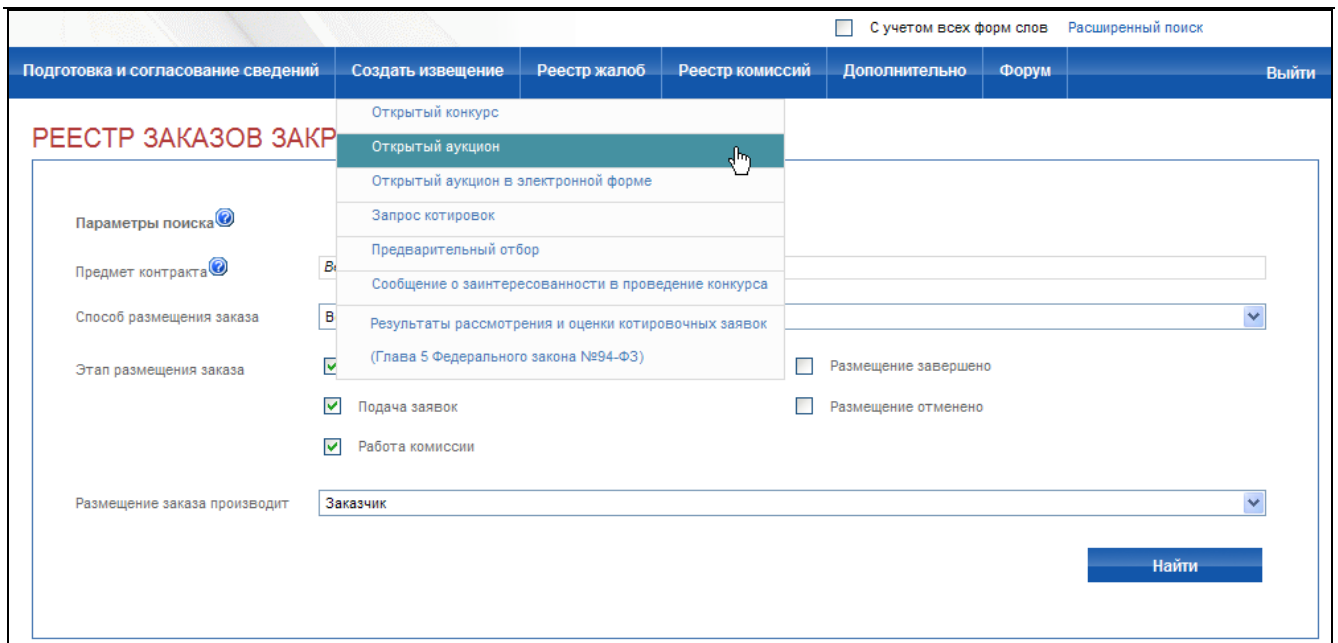 С учетом всех форм слов Расширенный поиск
Подготовка и согласование сведений Создать извещение Реестр жалоб Реестр комиссий Дополнительно Форум Выйти
Открытый конкурс
РЕЕСТР ЗАКАЗОВ ЗАКР
Открытый аукцион
Открытый аукцион в электронной форме
Параметры поиска
Запрос котировок
Предварительный отбор
Предмет контракта
Сообщение о заинтересованности в проведение конкурса
Способ размещения заказа В
Результаты рассмотрения и оценки котировочных заявок
(Глава 5 Федерального закона №94-ФЗ)
Этап размещения заказа Размещение завершено
Подача заявок Размещение отменено
Работа комиссии
Размещение заказа производит Заказчик
Найти